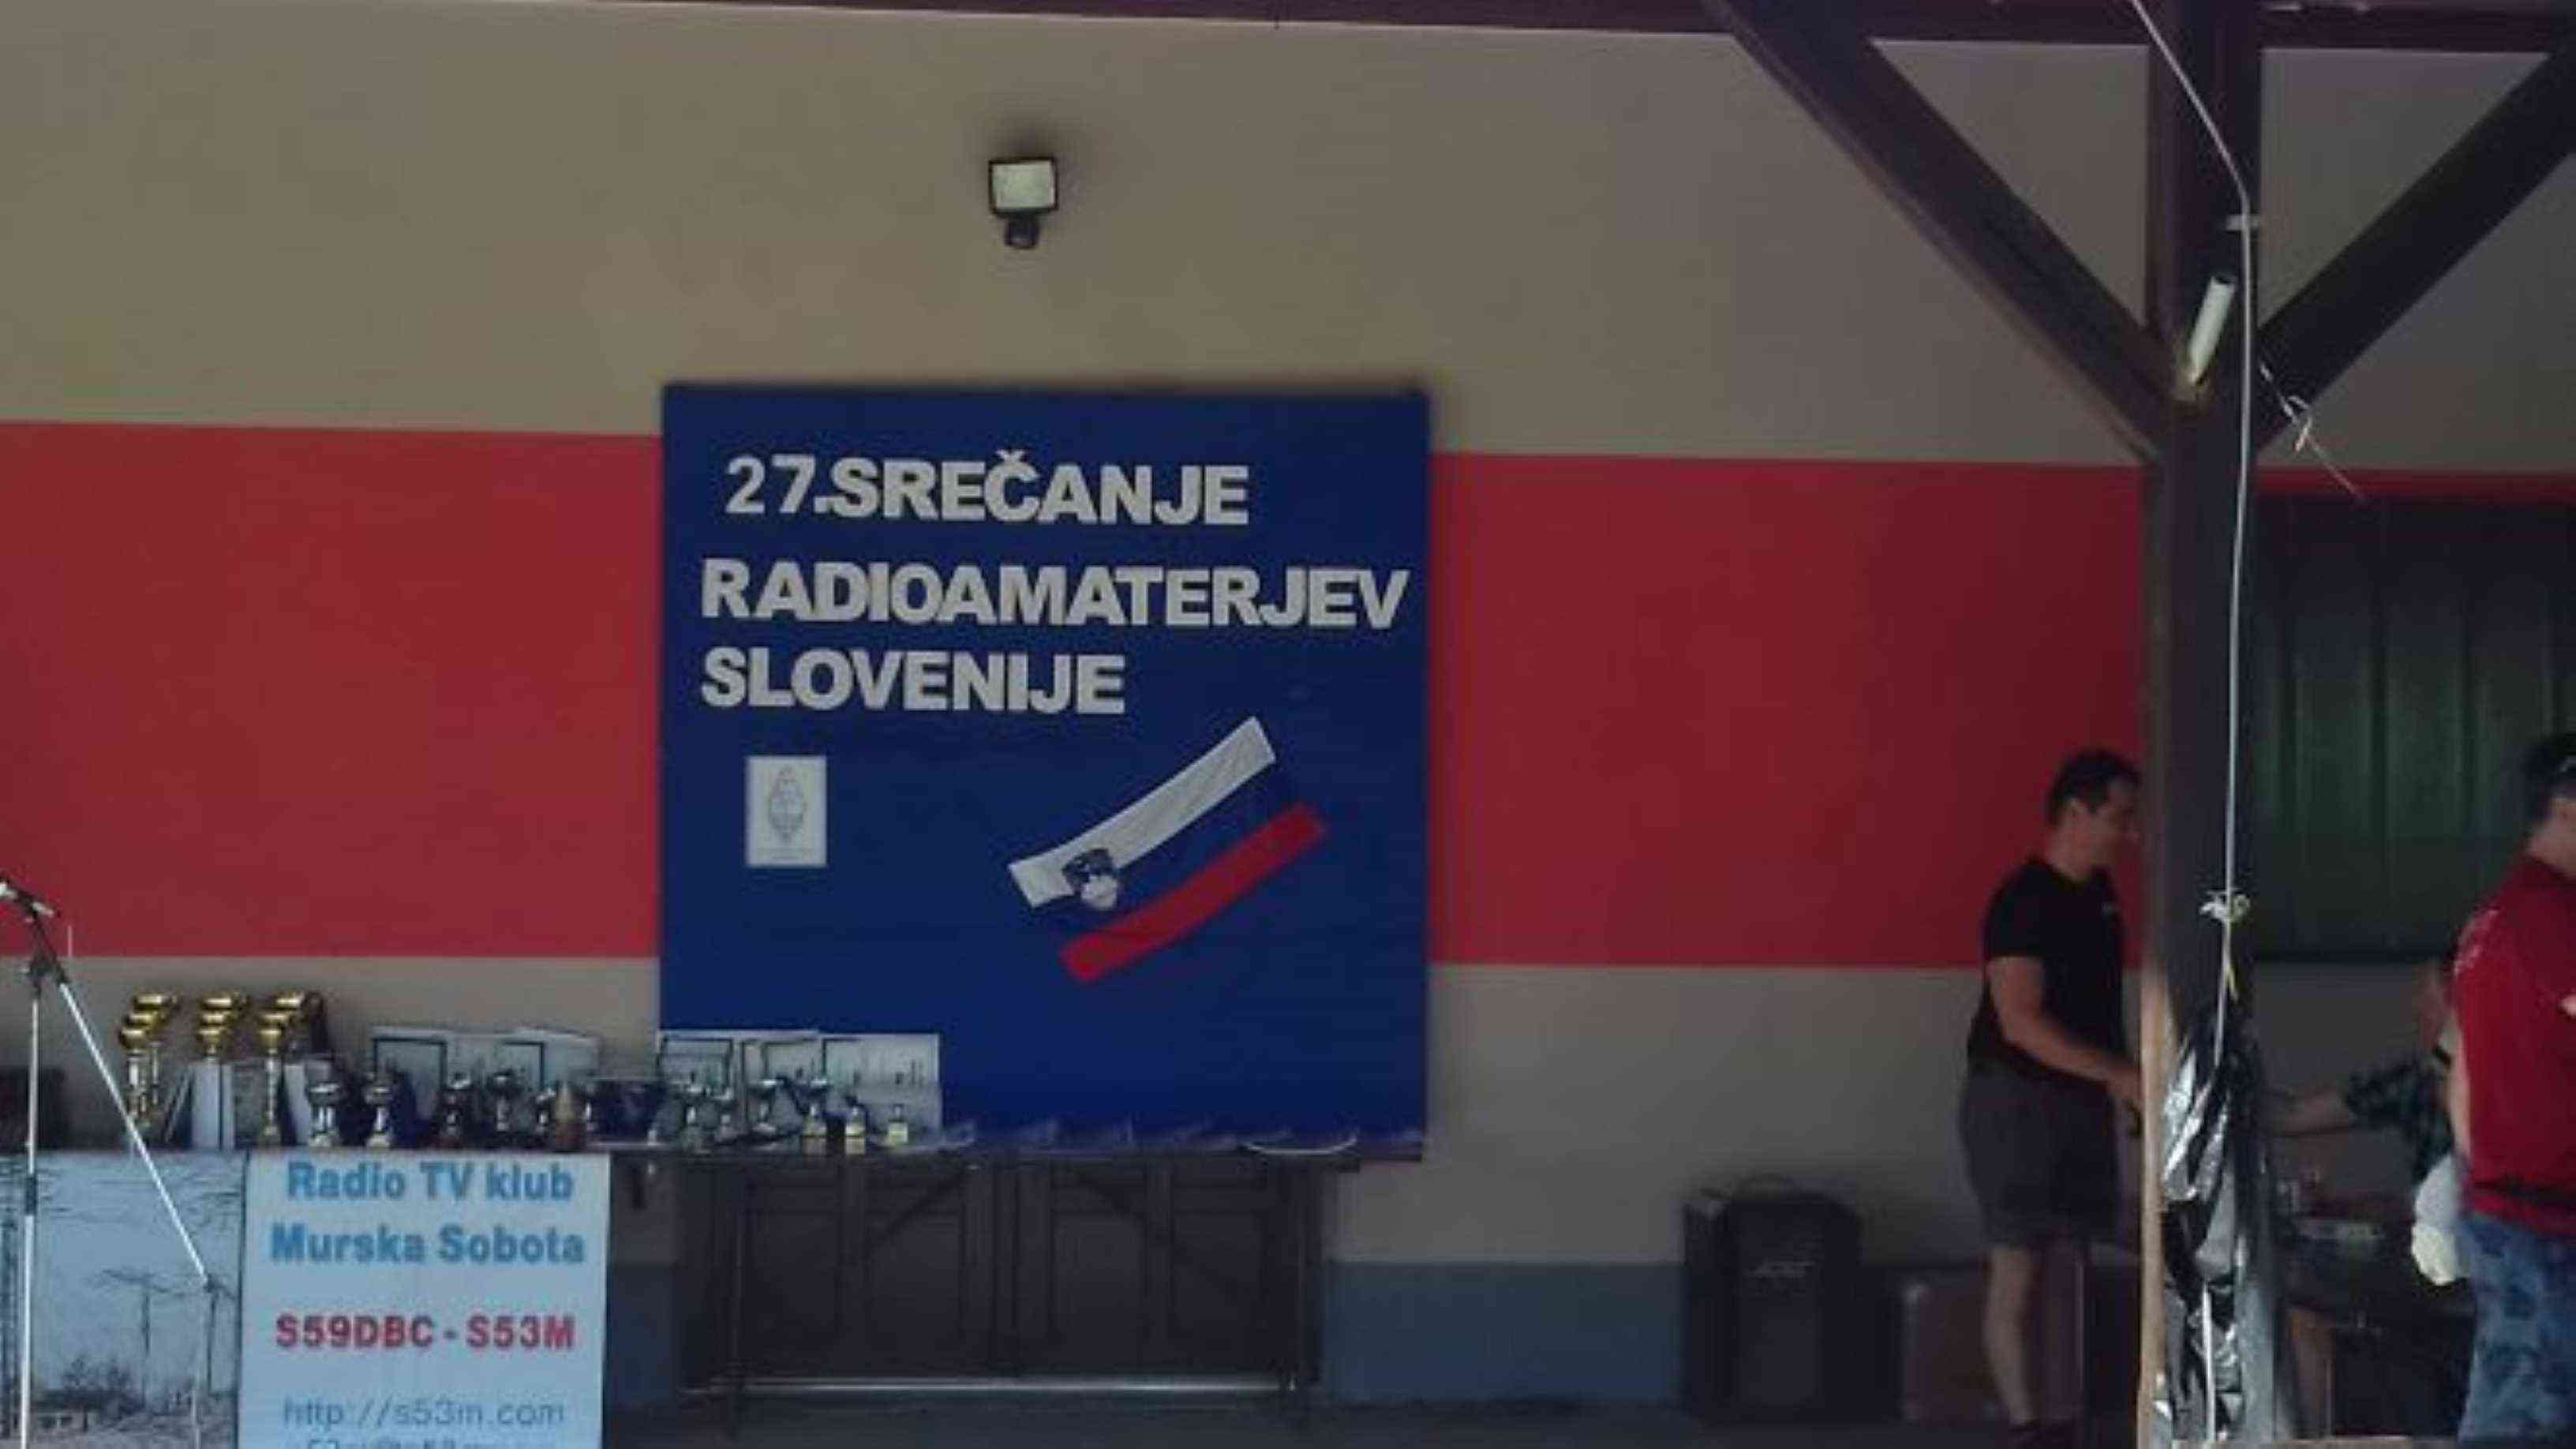 27.SREČANJE
RADIOAMATERJEV
SLOVENIJE
Radio TV klub
Murska Sobota
S59DBC - S53M
http://s53m.com